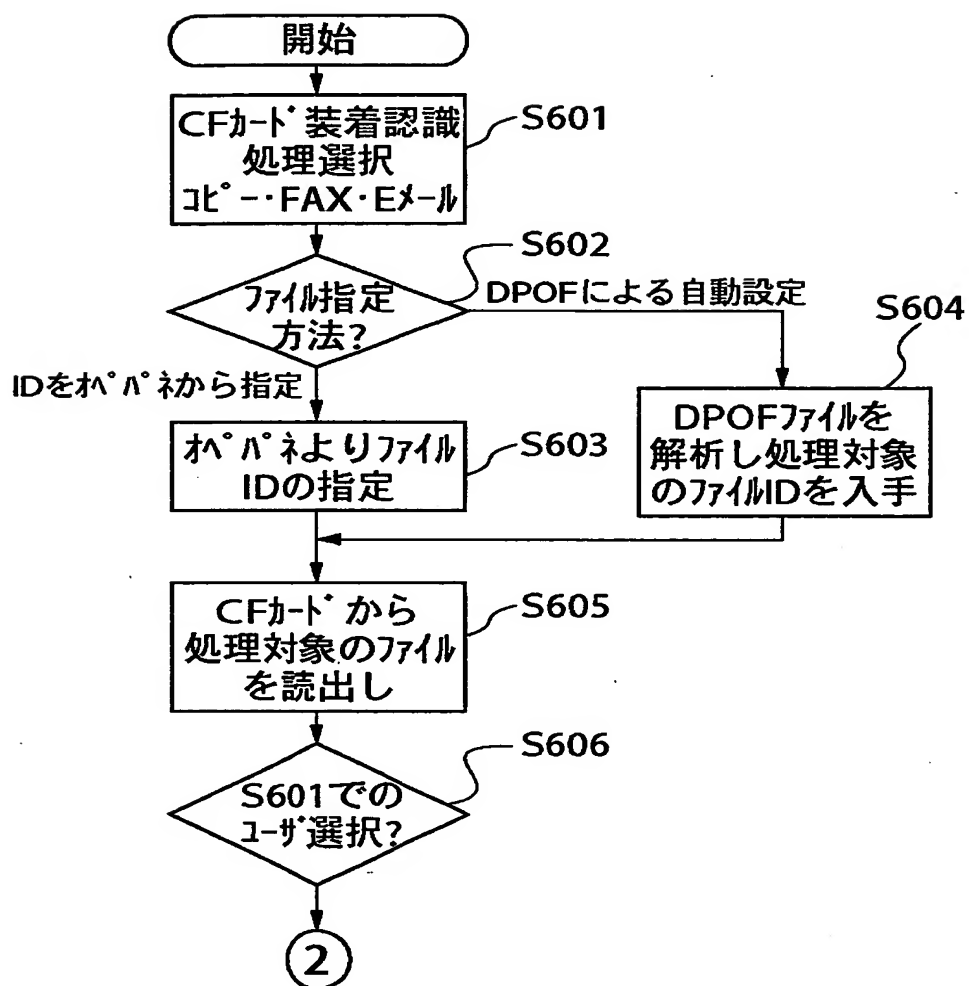 開始
CFｶｰﾄﾞ装着認識
処理選択
ｺﾋﾟｰ･FAX･Eﾒｰﾙ
S601
ﾌｧｲﾙ指定
方法?
S602
DPOFによる自動設定
IDをｵﾍﾟﾊﾟﾈから指定
ｵﾍﾟﾊﾟﾈよりﾌｧｲﾙ
IDの指定
S603
DPOFﾌｧｲﾙを
解析し処理対象
のﾌｧｲﾙIDを入手
S604
CFｶｰﾄﾞから
処理対象のﾌｧｲﾙ
を読出し
S605
S601での
ﾕｰｻﾞ選択?
S606
2